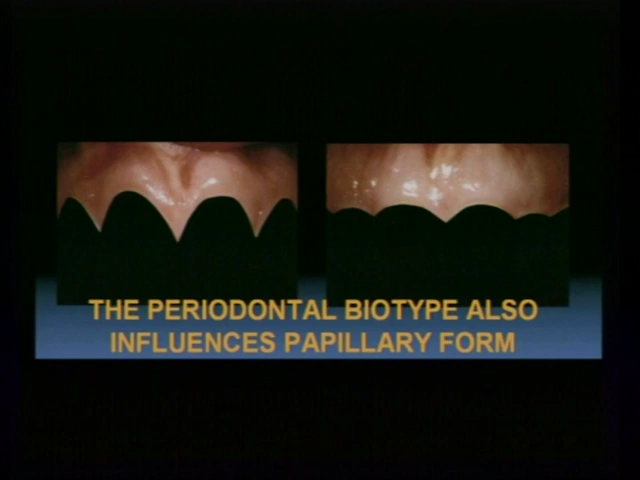 THE PERIODONTAL BIOTYPE ALSO
INFLUENCES PAPILLARY FORM